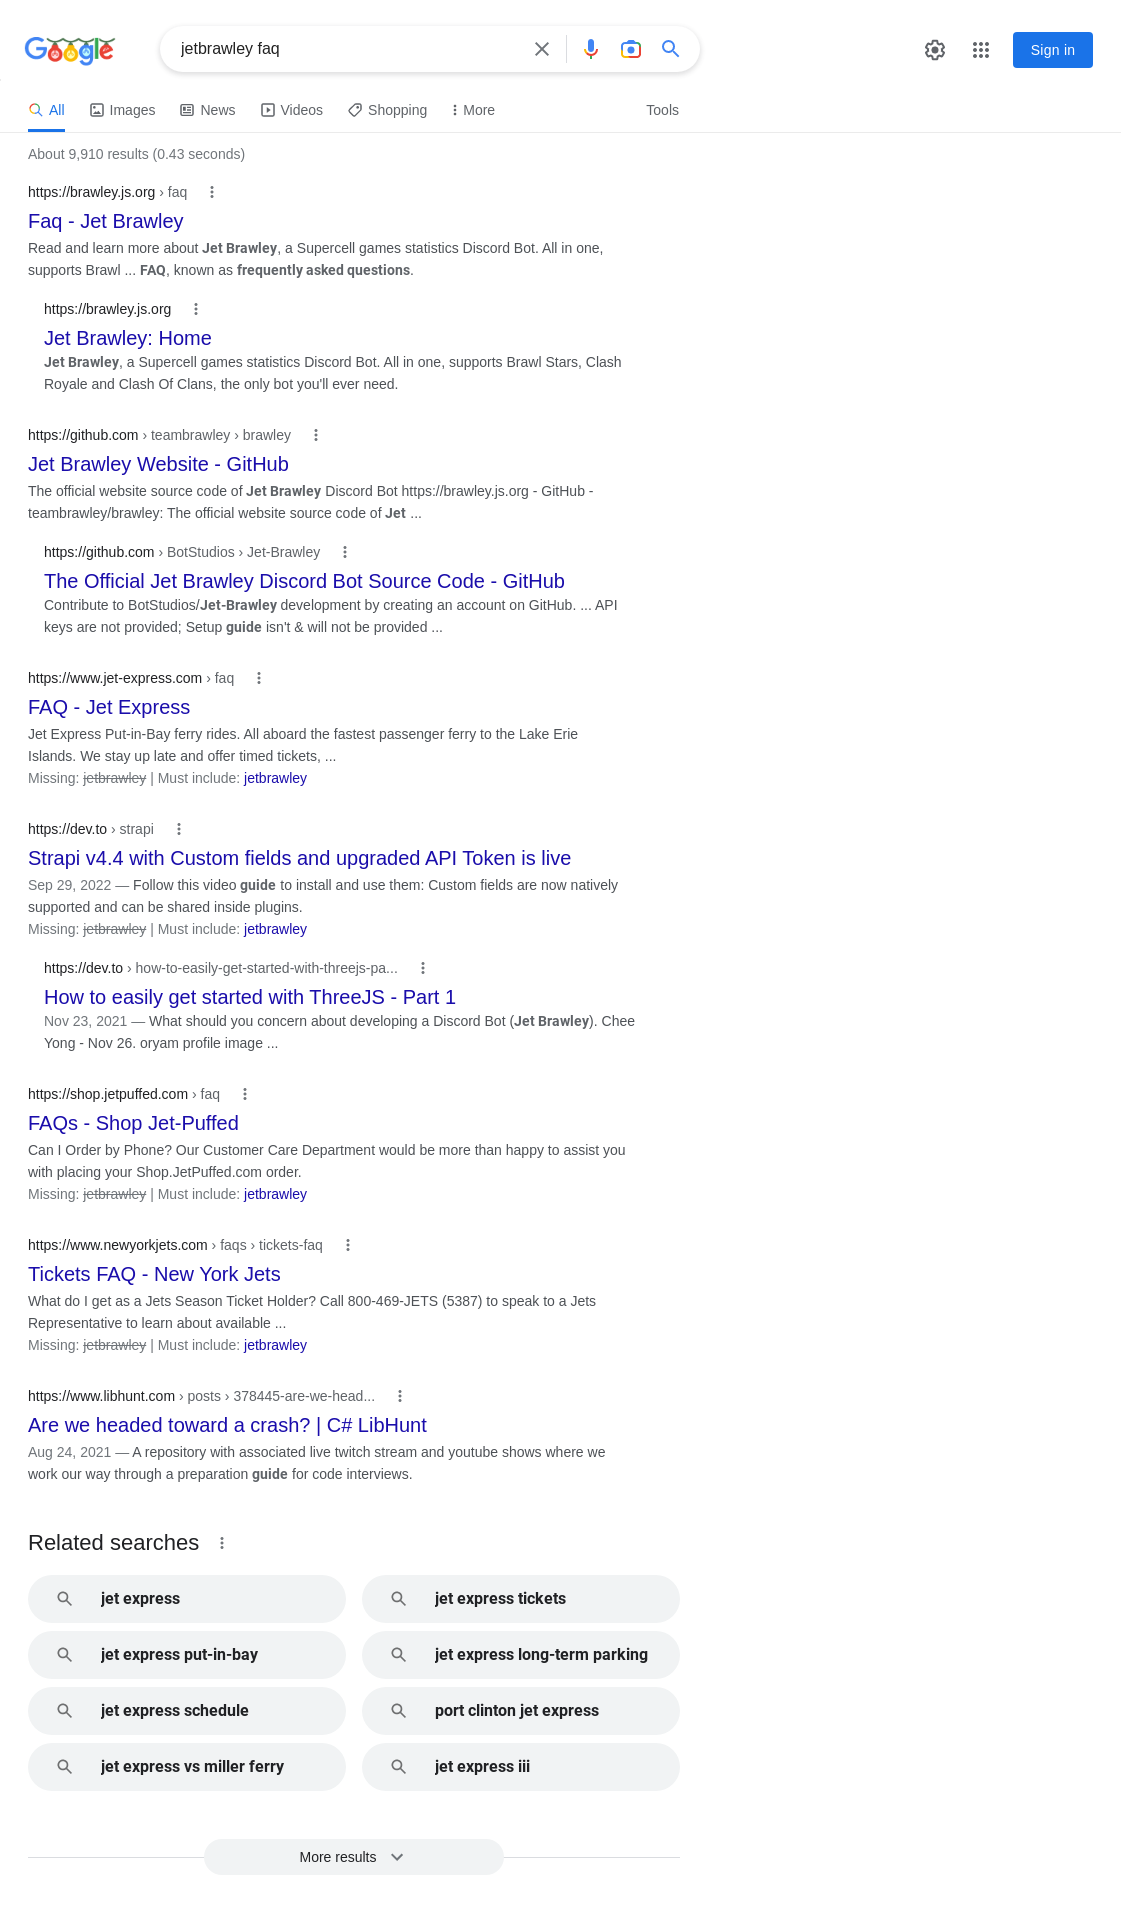 Google
jetbrawley faq
Sign in
All Images News Videos Shopping More Tools
About 9,910 results (0.43 seconds)
https://brawley.js.org › faq
Faq - Jet Brawley
Read and learn more about Jet Brawley, a Supercell games statistics Discord Bot. All in one,
supports Brawl ... FAQ, known as frequently asked questions.
https://brawley.js.org
Jet Brawley: Home
Jet Brawley, a Supercell games statistics Discord Bot. All in one, supports Brawl Stars, Clash
Royale and Clash Of Clans, the only bot you'll ever need.
https://github.com › teambrawley › brawley
Jet Brawley Website - GitHub
The official website source code of Jet Brawley Discord Bot https://brawley.js.org - GitHub -
teambrawley/brawley: The official website source code of Jet ...
https://github.com › BotStudios › Jet-Brawley
The Official Jet Brawley Discord Bot Source Code - GitHub
Contribute to BotStudios/Jet-Brawley development by creating an account on GitHub. ... API
keys are not provided; Setup guide isn't & will not be provided ...
https://www.jet-express.com › faq
FAQ - Jet Express
Jet Express Put-in-Bay ferry rides. All aboard the fastest passenger ferry to the Lake Erie
Islands. We stay up late and offer timed tickets, ...
Missing: jetbrawley | Must include: jetbrawley
https://dev.to › strapi
Strapi v4.4 with Custom fields and upgraded API Token is live
Sep 29, 2022 — Follow this video guide to install and use them: Custom fields are now natively
supported and can be shared inside plugins.
Missing: jetbrawley | Must include: jetbrawley
https://dev.to › how-to-easily-get-started-with-threejs-pa...
How to easily get started with ThreeJS - Part 1
Nov 23, 2021 — What should you concern about developing a Discord Bot (Jet Brawley). Chee
Yong - Nov 26. oryam profile image ...
https://shop.jetpuffed.com › faq
FAQs - Shop Jet-Puffed
Can I Order by Phone? Our Customer Care Department would be more than happy to assist you
with placing your Shop.JetPuffed.com order.
Missing: jetbrawley | Must include: jetbrawley
https://www.newyorkjets.com › faqs › tickets-faq
Tickets FAQ - New York Jets
What do I get as a Jets Season Ticket Holder? Call 800-469-JETS (5387) to speak to a Jets
Representative to learn about available ...
Missing: jetbrawley | Must include: jetbrawley
https://www.libhunt.com › posts › 378445-are-we-head...
Are we headed toward a crash? | C# LibHunt
Aug 24, 2021 — A repository with associated live twitch stream and youtube shows where we
work our way through a preparation guide for code interviews.
Related searches
jet express
jet express tickets
jet express put-in-bay
jet express long-term parking
jet express schedule
port clinton jet express
jet express vs miller ferry
jet express iii
More results